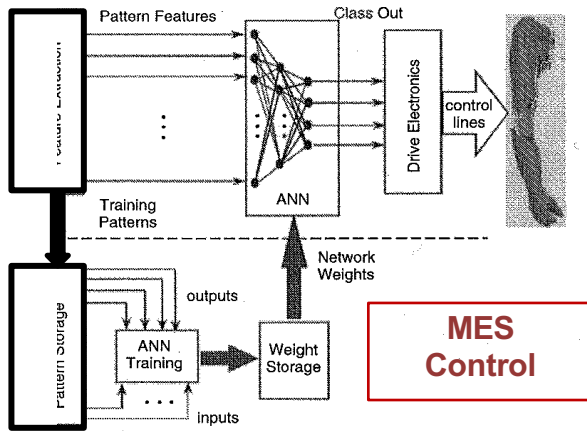 Pattern Features
Class Out
Feature Extraction
Drive Electronics
control
lines
ANN
Training
Patterns
Network
Weights
outputs
Pattern Storage
ANN
Training
Weight
Storage
inputs
MES
Control